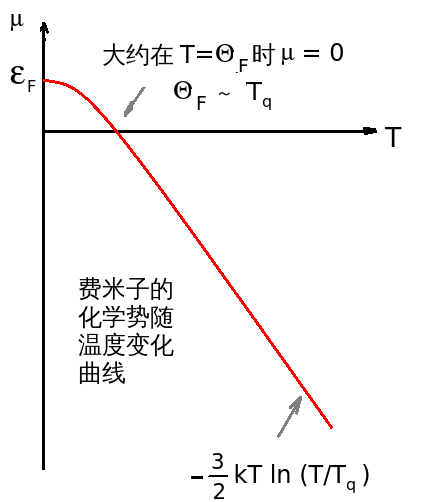 μ
大约在 T=Θ_F 时 μ = 0
ε_F
Θ_F ~ T_q
T
费米子的
化学势随
温度变化
曲线
-3/2 kT ln (T/T_q)